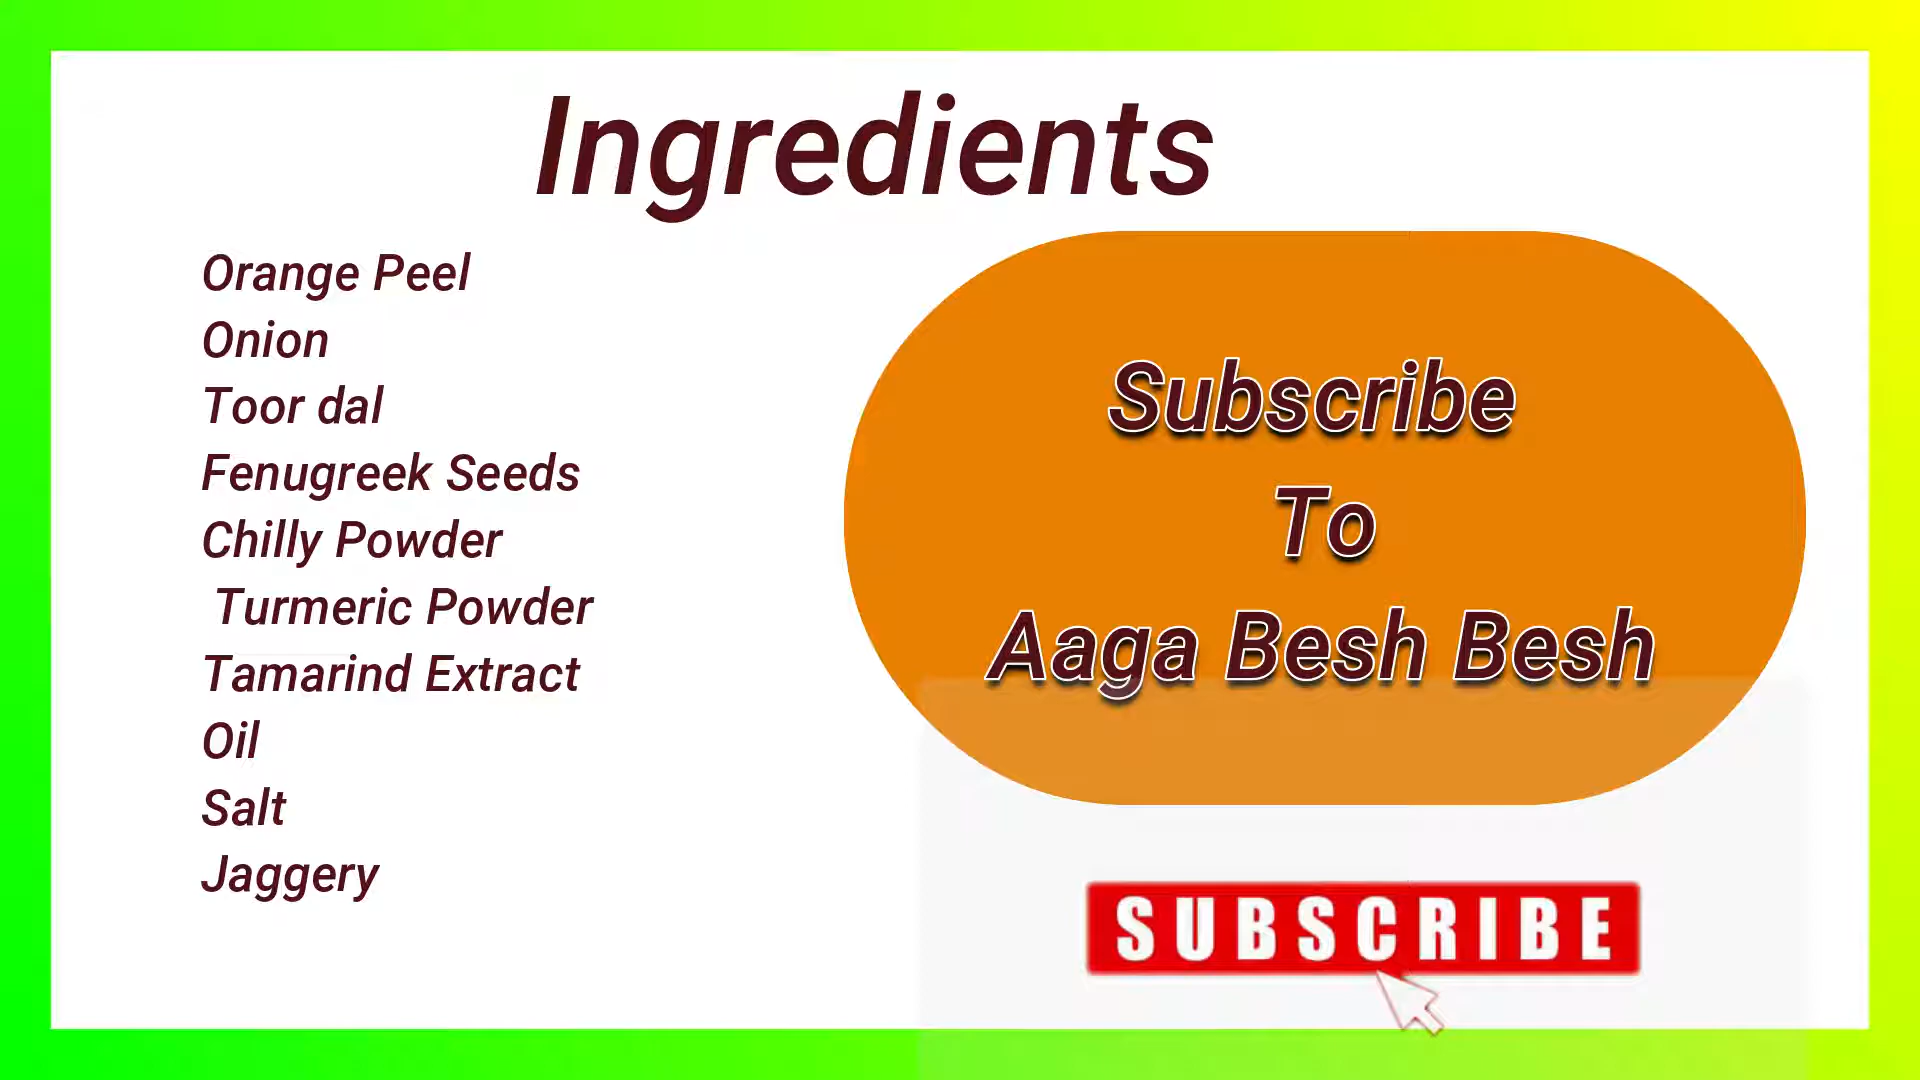 Ingredients
Orange Peel
Onion
Toor dal
Fenugreek Seeds
Chilly Powder
Turmeric Powder
Tamarind Extract
Oil
Salt
Jaggery
Subscribe
To
Aaga Besh Besh
SUBSCRIBE